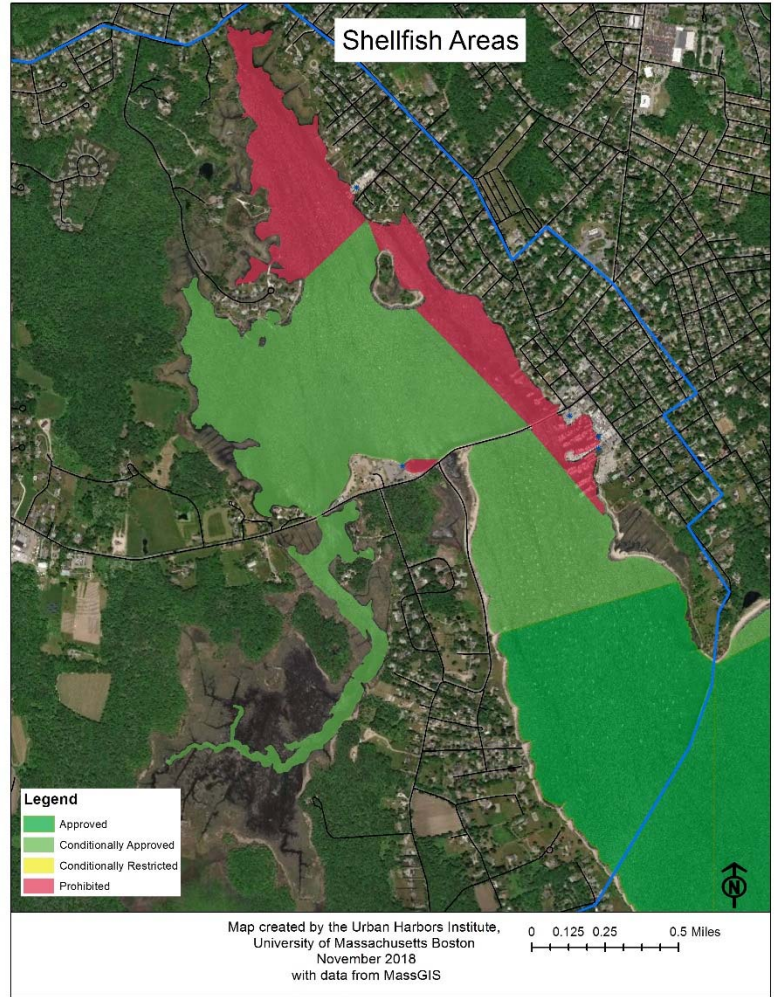 Shellfish Areas
Legend
Approved
Conditionally Approved
Conditionally Restricted
Prohibited
N
Map created by the Urban Harbors Institute,
University of Massachusetts Boston
November 2018
with data from MassGIS
0 0.125 0.25 0.5 Miles